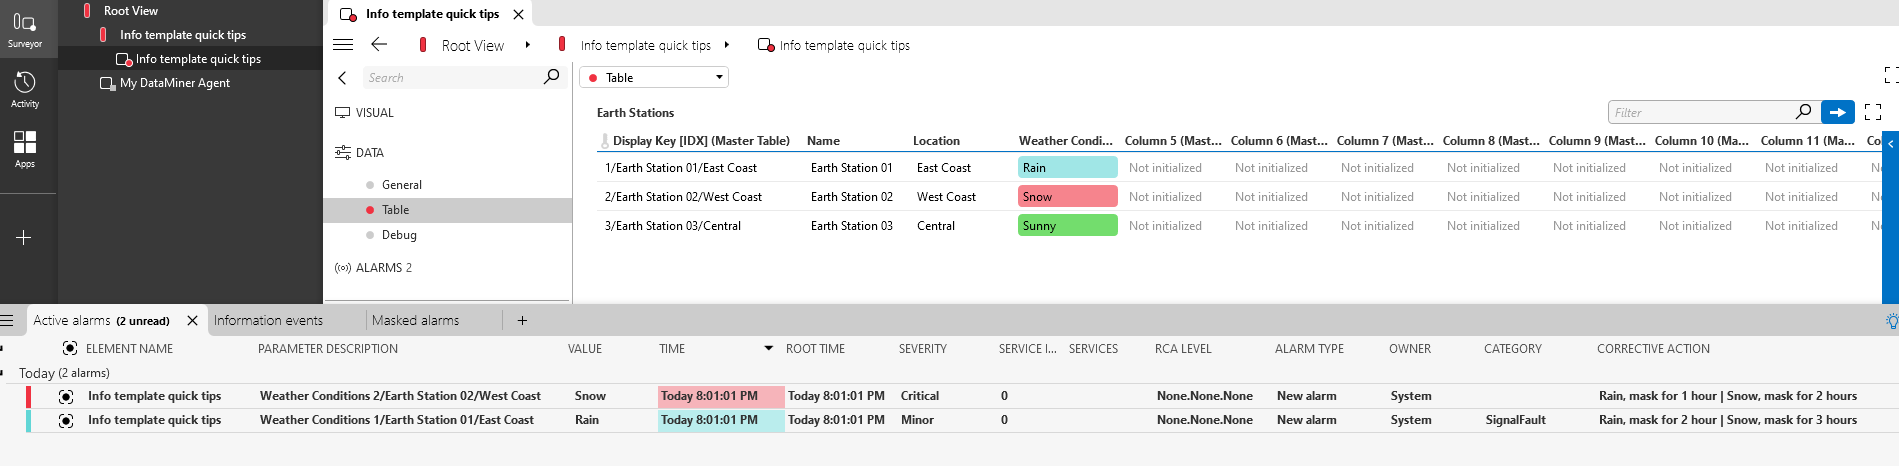 Surveyor
Activity
Apps
Root View
Info template quick tips
Info template quick tips
My DataMiner Agent
Info template quick tips
Root View Info template quick tips Info template quick tips
Search
VISUAL
DATA
General
Table
Debug
ALARMS 2
Table
Earth Stations
Filter
Display Key [IDX] (Master Table) Name Location Weather Condi... Column 5 (Mast... Column 6 (Mast... Column 7 (Mast... Column 8 (Mast... Column 9 (Mast... Column 10 (Ma... Column 11 (Ma...
1/Earth Station 01/East Coast Earth Station 01 East Coast Rain Not initialized Not initialized Not initialized Not initialized Not initialized Not initialized Not initialized
2/Earth Station 02/West Coast Earth Station 02 West Coast Snow Not initialized Not initialized Not initialized Not initialized Not initialized Not initialized Not initialized
3/Earth Station 03/Central Earth Station 03 Central Sunny Not initialized Not initialized Not initialized Not initialized Not initialized Not initialized Not initialized
Active alarms (2 unread) Information events Masked alarms
ELEMENT NAME PARAMETER DESCRIPTION VALUE TIME ROOT TIME SEVERITY SERVICE I... SERVICES RCA LEVEL ALARM TYPE OWNER CATEGORY CORRECTIVE ACTION
Today (2 alarms)
Info template quick tips Weather Conditions 2/Earth Station 02/West Coast Snow Today 8:01:01 PM Today 8:01:01 PM Critical 0 None.None.None New alarm System Rain, mask for 1 hour | Snow, mask for 2 hours
Info template quick tips Weather Conditions 1/Earth Station 01/East Coast Rain Today 8:01:01 PM Today 8:01:01 PM Minor 0 None.None.None New alarm System SignalFault Rain, mask for 2 hour | Snow, mask for 3 hours